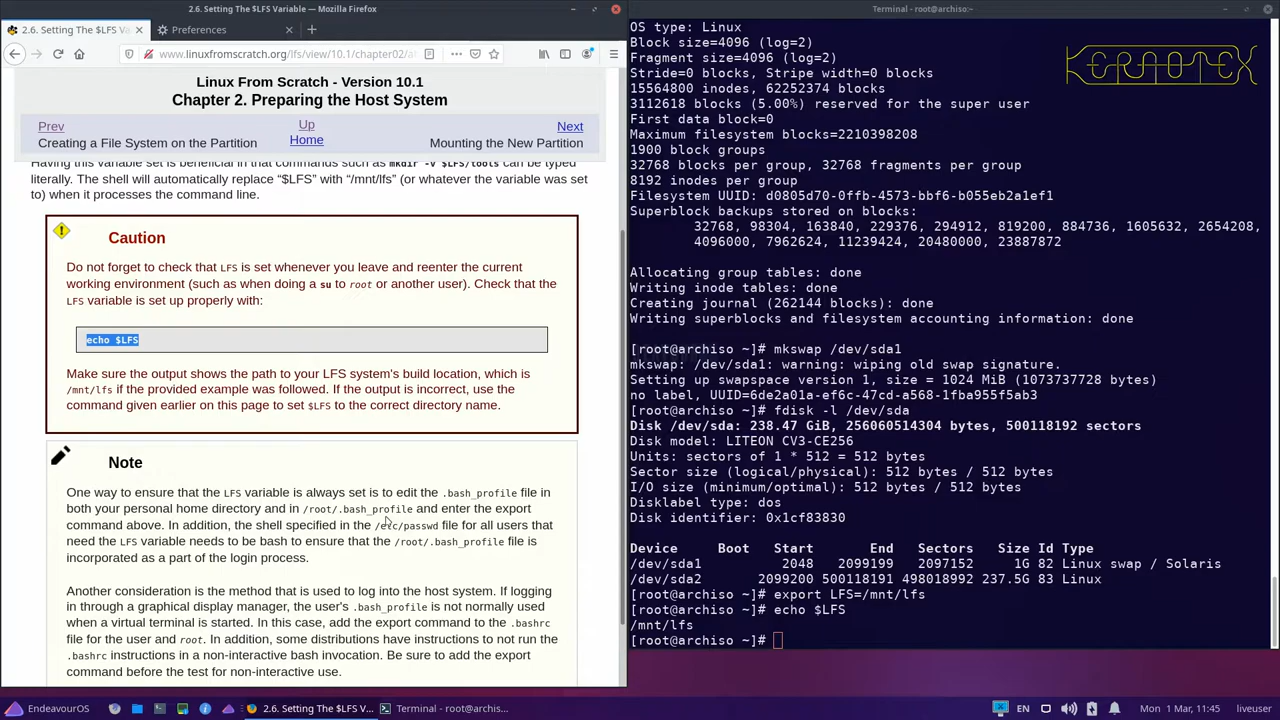 2.6. Setting The $LFS Variable — Mozilla Firefox
2.6. Setting The $LFS Va
Preferences
www.linuxfromscratch.org/lfs/view/10.1/chapter02/a
Linux From Scratch - Version 10.1
Chapter 2. Preparing the Host System
Prev
Up
Next
Creating a File System on the Partition
Home
Mounting the New Partition
Having this variable set is beneficial in that commands such as mkdir -v $LFS/tools can be typed
literally. The shell will automatically replace “$LFS” with “/mnt/lfs” (or whatever the variable was set
to) when it processes the command line.
Caution
Do not forget to check that LFS is set whenever you leave and reenter the current
working environment (such as when doing a su to root or another user). Check that the
LFS variable is set up properly with:
echo $LFS
Make sure the output shows the path to your LFS system's build location, which is
/mnt/lfs if the provided example was followed. If the output is incorrect, use the
command given earlier on this page to set $LFS to the correct directory name.
Note
One way to ensure that the LFS variable is always set is to edit the .bash_profile file in
both your personal home directory and in /root/.bash_profile and enter the export
command above. In addition, the shell specified in the /etc/passwd file for all users that
need the LFS variable needs to be bash to ensure that the /root/.bash_profile file is
incorporated as a part of the login process.
Another consideration is the method that is used to log into the host system. If logging
in through a graphical display manager, the user's .bash_profile is not normally used
when a virtual terminal is started. In this case, add the export command to the .bashrc
file for the user and root. In addition, some distributions have instructions to not run the
.bashrc instructions in a non-interactive bash invocation. Be sure to add the export
command before the test for non-interactive use.
Terminal - root@archiso:~
KERNOTEX
OS type: Linux
Block size=4096 (log=2)
Fragment size=4096 (log=2)
Stride=0 blocks, Stripe width=0 blocks
15564800 inodes, 62252374 blocks
3112618 blocks (5.00%) reserved for the super user
First data block=0
Maximum filesystem blocks=2210398208
1900 block groups
32768 blocks per group, 32768 fragments per group
8192 inodes per group
Filesystem UUID: d0805d70-0ffb-4573-bbf6-b055eb2a1ef1
Superblock backups stored on blocks:
32768, 98304, 163840, 229376, 294912, 819200, 884736, 1605632, 2654208,
4096000, 7962624, 11239424, 20480000, 23887872
Allocating group tables: done
Writing inode tables: done
Creating journal (262144 blocks): done
Writing superblocks and filesystem accounting information: done
[root@archiso ~]# mkswap /dev/sda1
mkswap: /dev/sda1: warning: wiping old swap signature.
Setting up swapspace version 1, size = 1024 MiB (1073737728 bytes)
no label, UUID=6de2a01a-ef6c-47cd-a568-1fba955f5ab3
[root@archiso ~]# fdisk -l /dev/sda
Disk /dev/sda: 238.47 GiB, 256060514304 bytes, 500118192 sectors
Disk model: LITEON CV3-CE256
Units: sectors of 1 * 512 = 512 bytes
Sector size (logical/physical): 512 bytes / 512 bytes
I/O size (minimum/optimal): 512 bytes / 512 bytes
Disklabel type: dos
Disk identifier: 0x1cf83830
Device Boot Start End Sectors Size Id Type
/dev/sda1 2048 2099199 2097152 1G 82 Linux swap / Solaris
/dev/sda2 2099200 500118191 498018992 237.5G 83 Linux
[root@archiso ~]# export LFS=/mnt/lfs
[root@archiso ~]# echo $LFS
/mnt/lfs
[root@archiso ~]#
EndeavourOS
2.6. Setting The $LFS V...
Terminal - root@archis...
EN
Mon 1 Mar, 11:45
liveuser